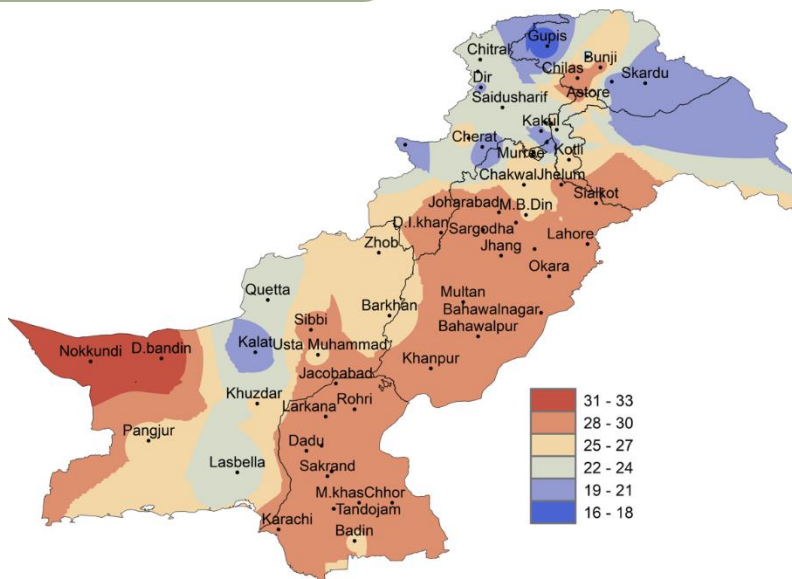 Gupis
Chitral
Bunji
Chilas
Skardu
Dir
Astore
Saidusharif
Kakul
Cherat
Kotli
Chakwal
Jhelum
Sialkot
Joharabad
M.B.Din
D.I.khan
Sargodha
Lahore
Zhob
Jhang
Okara
Quetta
Multan
Barkhan
Bahawalnagar
Sibbi
Bahawalpur
Kalat
Usta Muhammad
Nokkundi
D.bandin
Khanpur
Jacobabad
Khuzdar
Rohri
Larkana
Pangjur
Dadu
Lasbella
Sakrand
M.khas
Chhor
Tandojam
Karachi
Badin
31 - 33
28 - 30
25 - 27
22 - 24
19 - 21
16 - 18